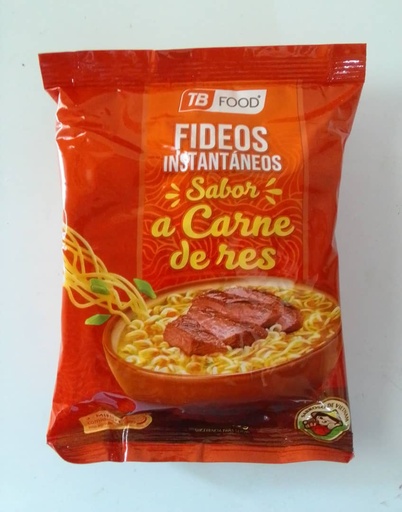 TB FOOD
FIDEOS
INSTANTÁNEOS
Sabor
a Carne
de res